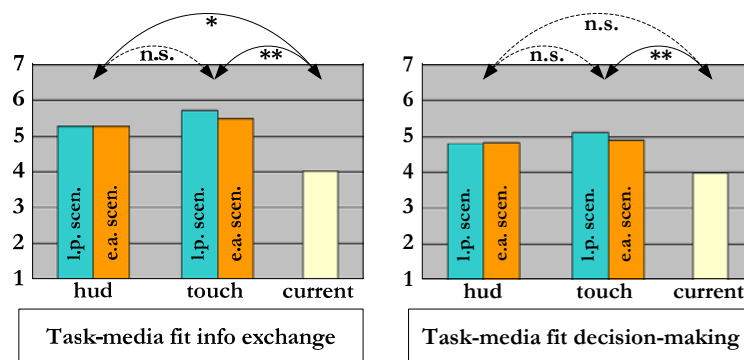 *
n.s.
**
7
6
5
4
3
2
1
l.p. scen.
e.a. scen.
l.p. scen.
e.a. scen.
hud touch current
Task-media fit info exchange
n.s.
n.s.
**
7
6
5
4
3
2
1
l.p. scen.
e.a. scen.
l.p. scen.
e.a. scen.
hud touch current
Task-media fit decision-making